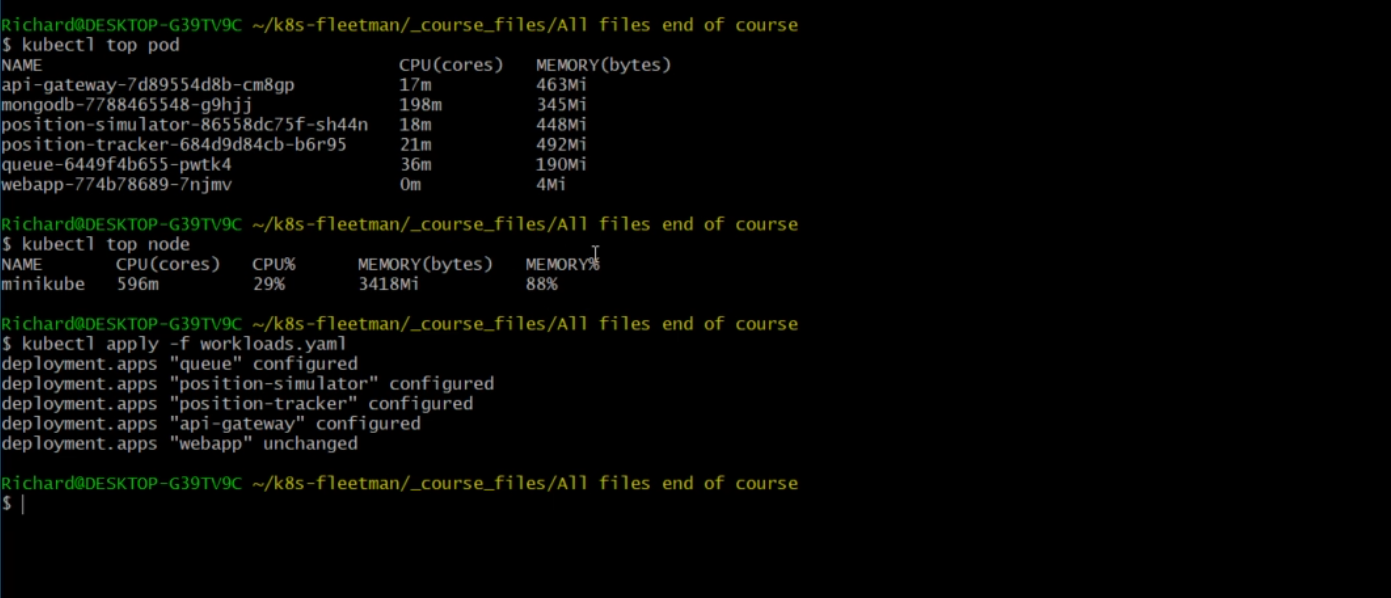 Richard@DESKTOP-G39TV9C ~/k8s-fleetman/_course_files/All files end of course
$ kubectl top pod
NAME CPU(cores) MEMORY(bytes)
api-gateway-7d89554d8b-cm8gp 17m 463Mi
mongodb-7788465548-g9hjj 198m 345Mi
position-simulator-86558dc75f-sh44n 18m 448Mi
position-tracker-684d9d84cb-b6r95 21m 492Mi
queue-6449f4b655-pwtk4 36m 190Mi
webapp-774b78689-7njmv 0m 4Mi
Richard@DESKTOP-G39TV9C ~/k8s-fleetman/_course_files/All files end of course
$ kubectl top node
NAME CPU(cores) CPU% MEMORY(bytes) MEMORY%
minikube 596m 29% 3418Mi 88%
Richard@DESKTOP-G39TV9C ~/k8s-fleetman/_course_files/All files end of course
$ kubectl apply -f workloads.yaml
deployment.apps "queue" configured
deployment.apps "position-simulator" configured
deployment.apps "position-tracker" configured
deployment.apps "api-gateway" configured
deployment.apps "webapp" unchanged
Richard@DESKTOP-G39TV9C ~/k8s-fleetman/_course_files/All files end of course
$